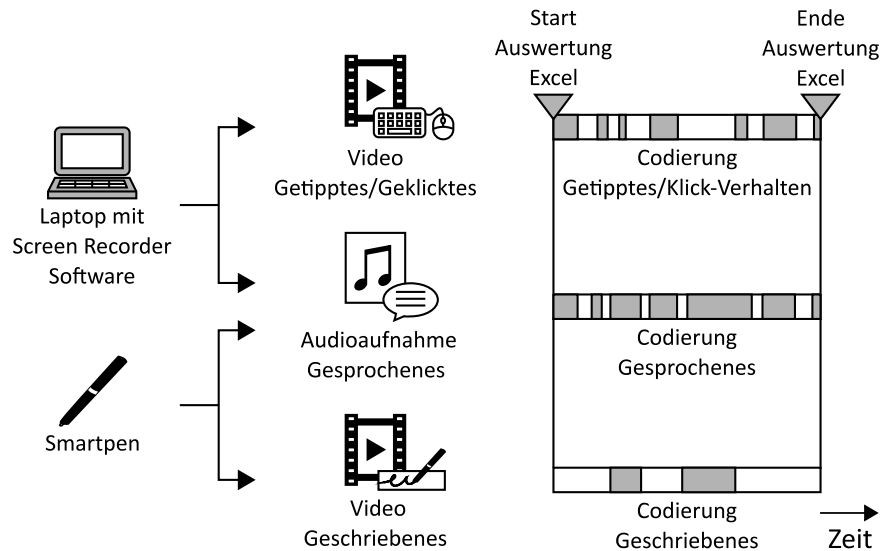 Start
Auswertung
Excel
Ende
Auswertung
Excel
Laptop mit
Screen Recorder
Software
Video
Getipptes/Geklicktes
Codierung
Getipptes/Klick-Verhalten
Audioaufnahme
Gesprochenes
Codierung
Gesprochenes
Smartpen
Video
Geschriebenes
Codierung
Geschriebenes
Zeit